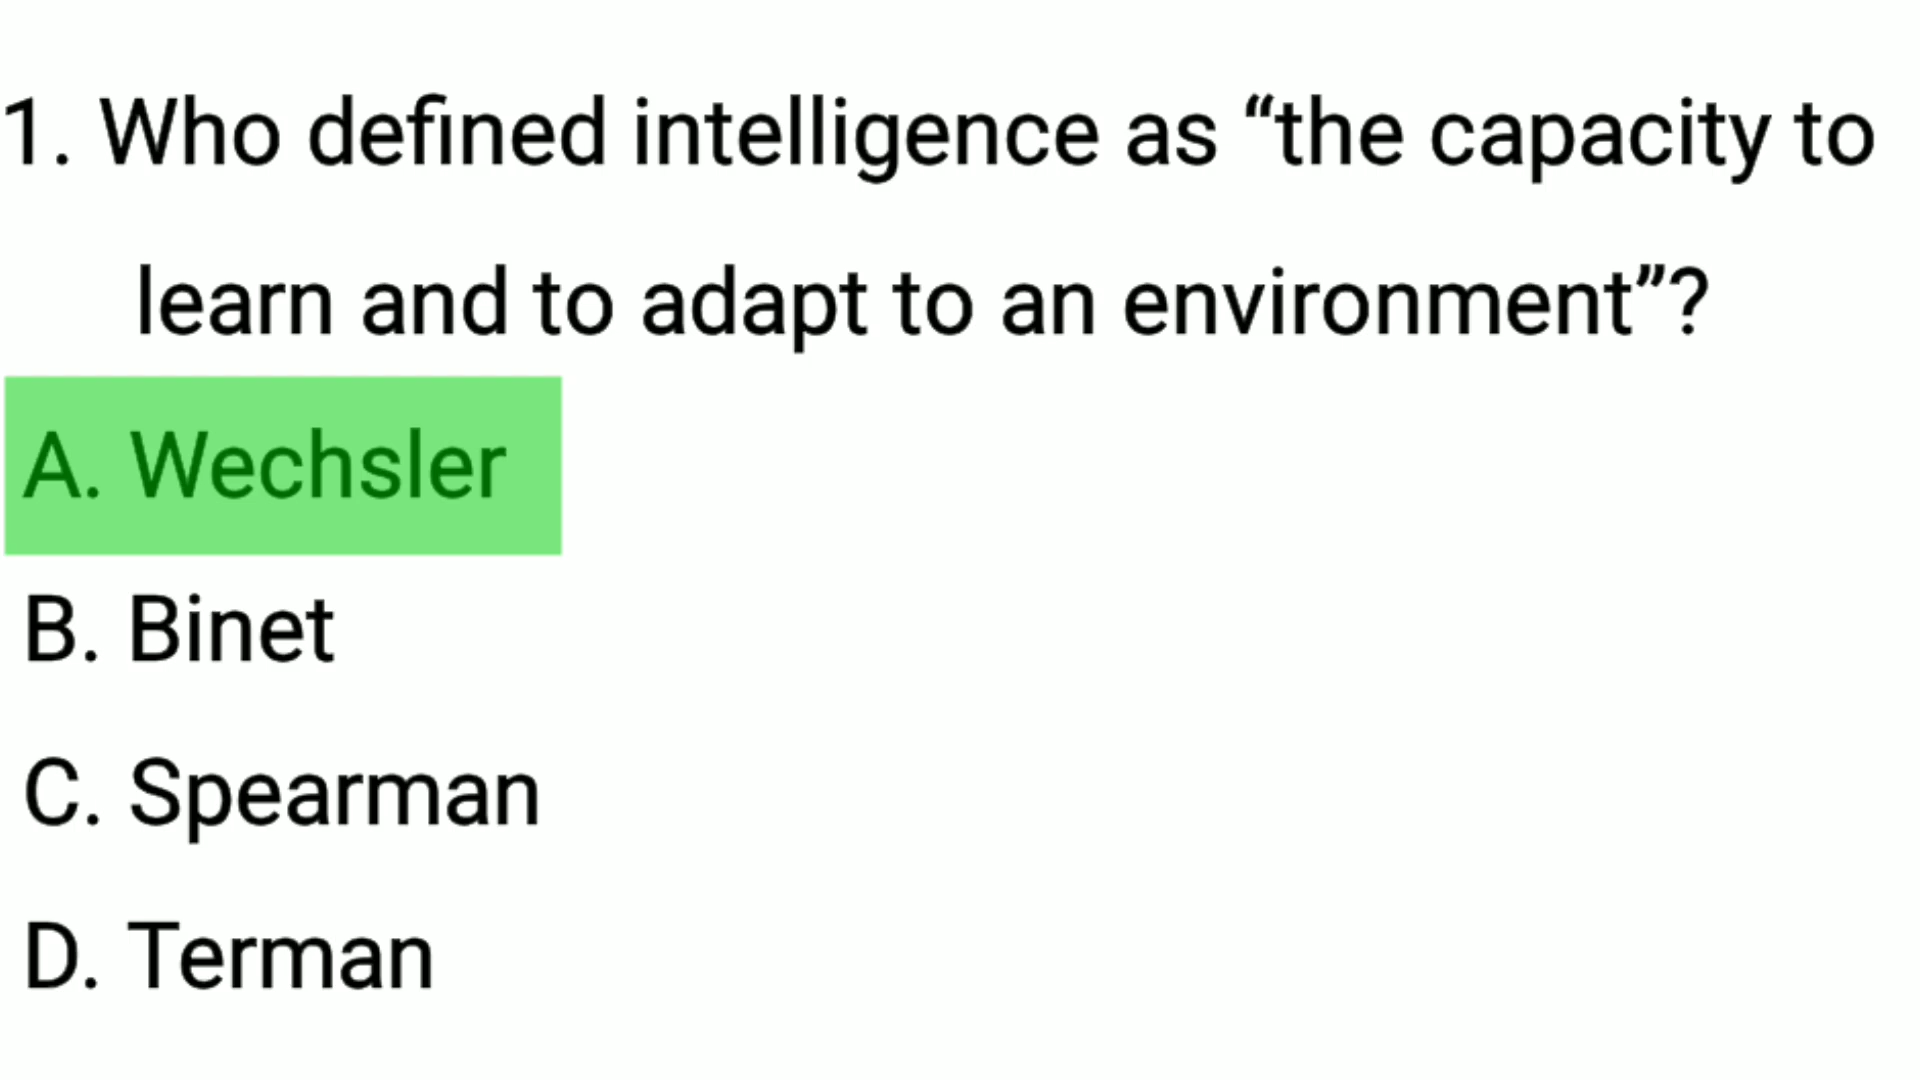 1. Who defined intelligence as “the capacity to
learn and to adapt to an environment”?
A. Wechsler
B. Binet
C. Spearman
D. Terman